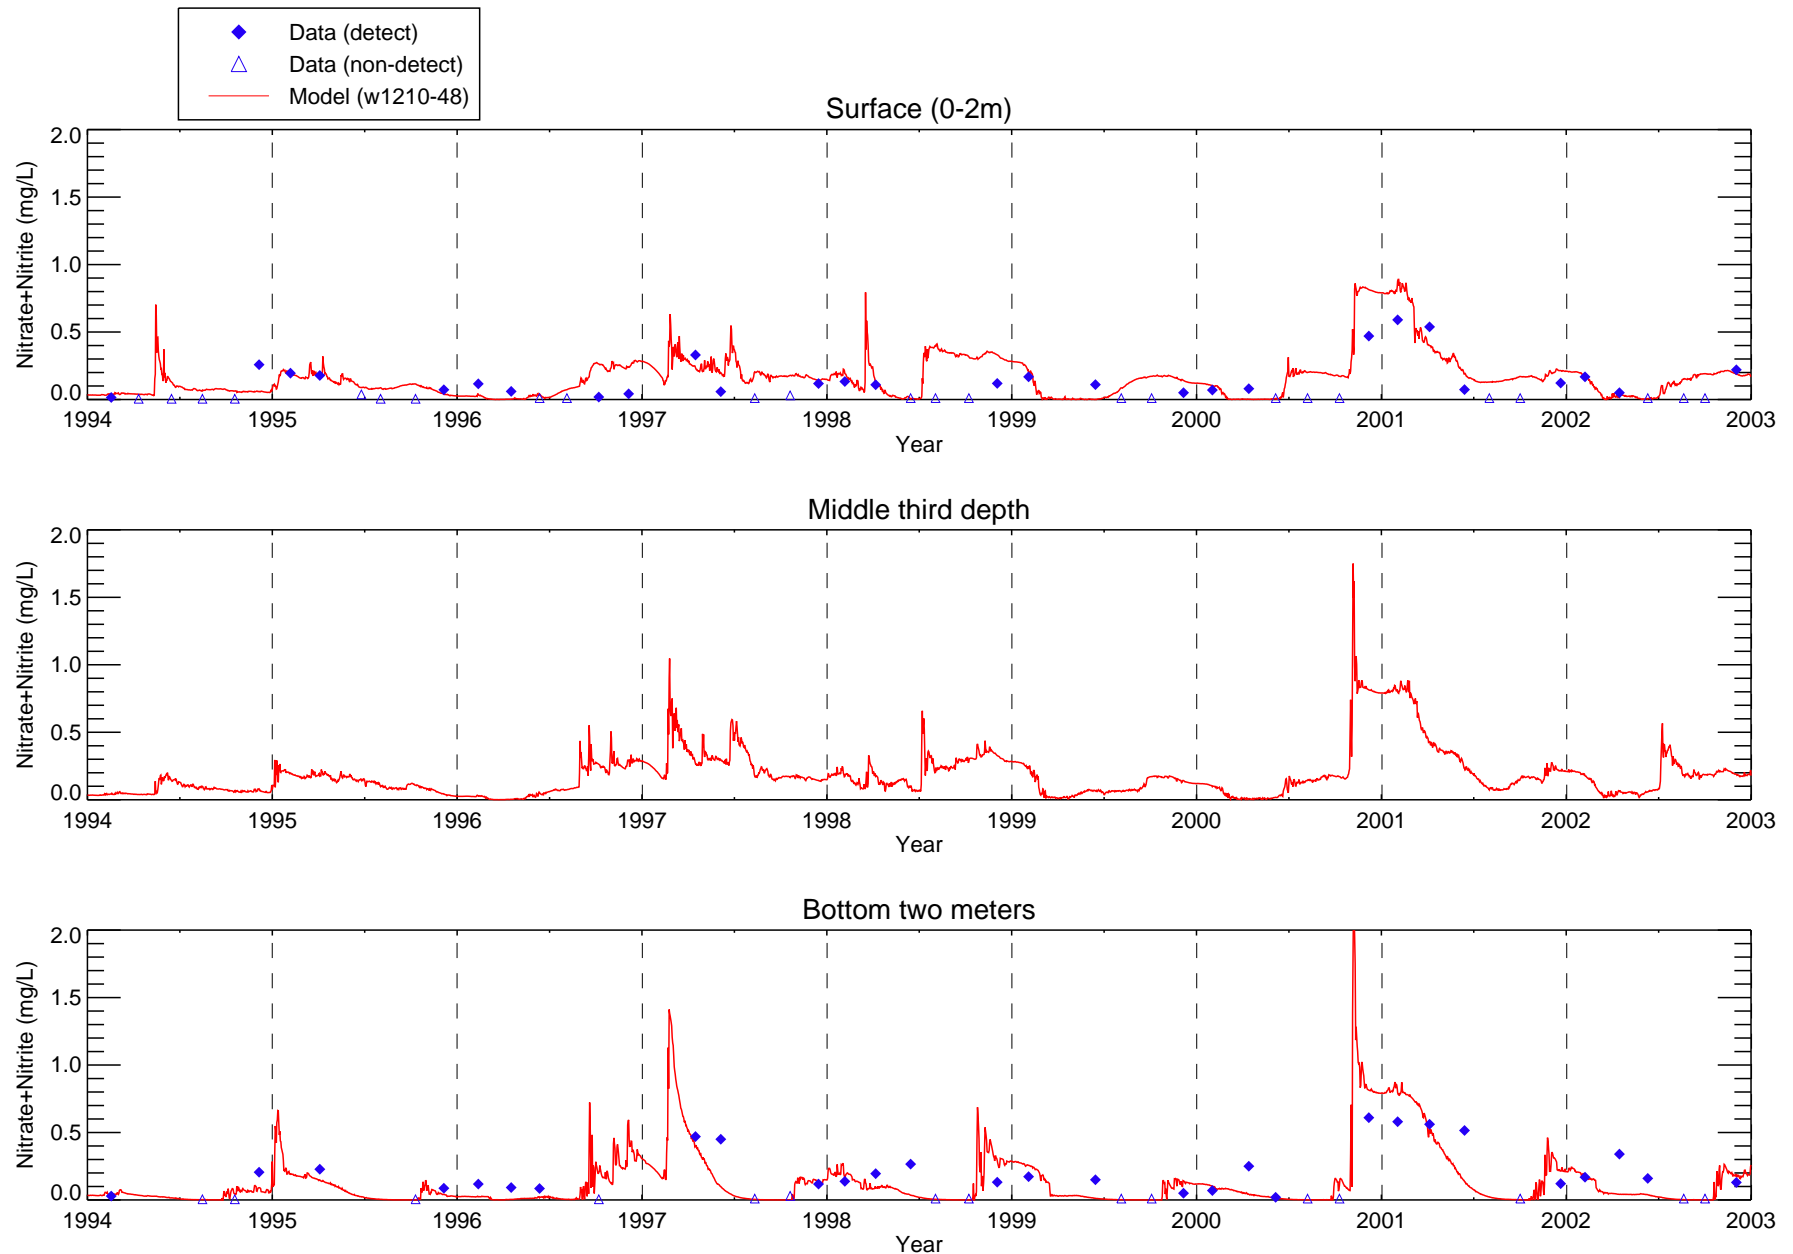 Data (detect)
Data (non-detect)
Model (w1210-48)
Surface (0-2m)
Nitrate+Nitrite (mg/L)
2.0
1.5
1.0
0.5
0.0
1994 1995 1996 1997 1998 1999 2000 2001 2002 2003
Year
Middle third depth
Nitrate+Nitrite (mg/L)
2.0
1.5
1.0
0.5
0.0
1994 1995 1996 1997 1998 1999 2000 2001 2002 2003
Year
Bottom two meters
Nitrate+Nitrite (mg/L)
2.0
1.5
1.0
0.5
0.0
1994 1995 1996 1997 1998 1999 2000 2001 2002 2003
Year